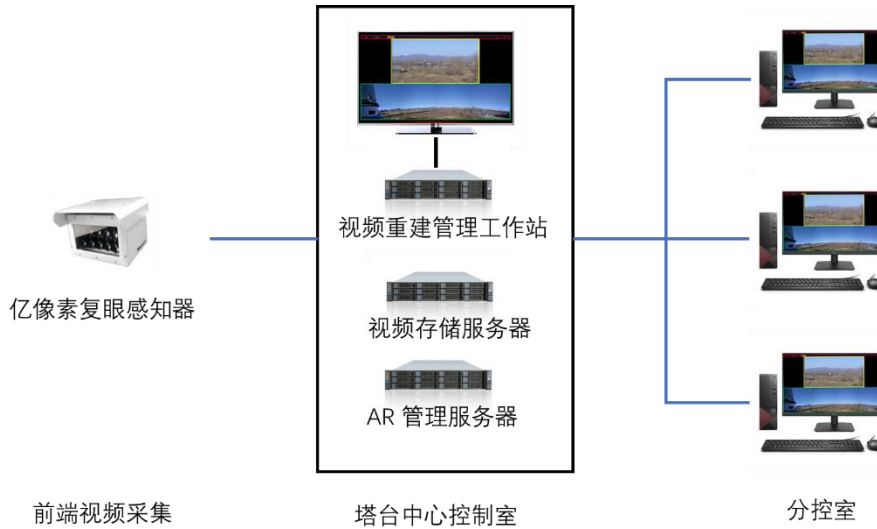 视频重建管理工作站
亿像素复眼感知器
视频存储服务器
AR 管理服务器
前端视频采集
塔台中心控制室
分控室